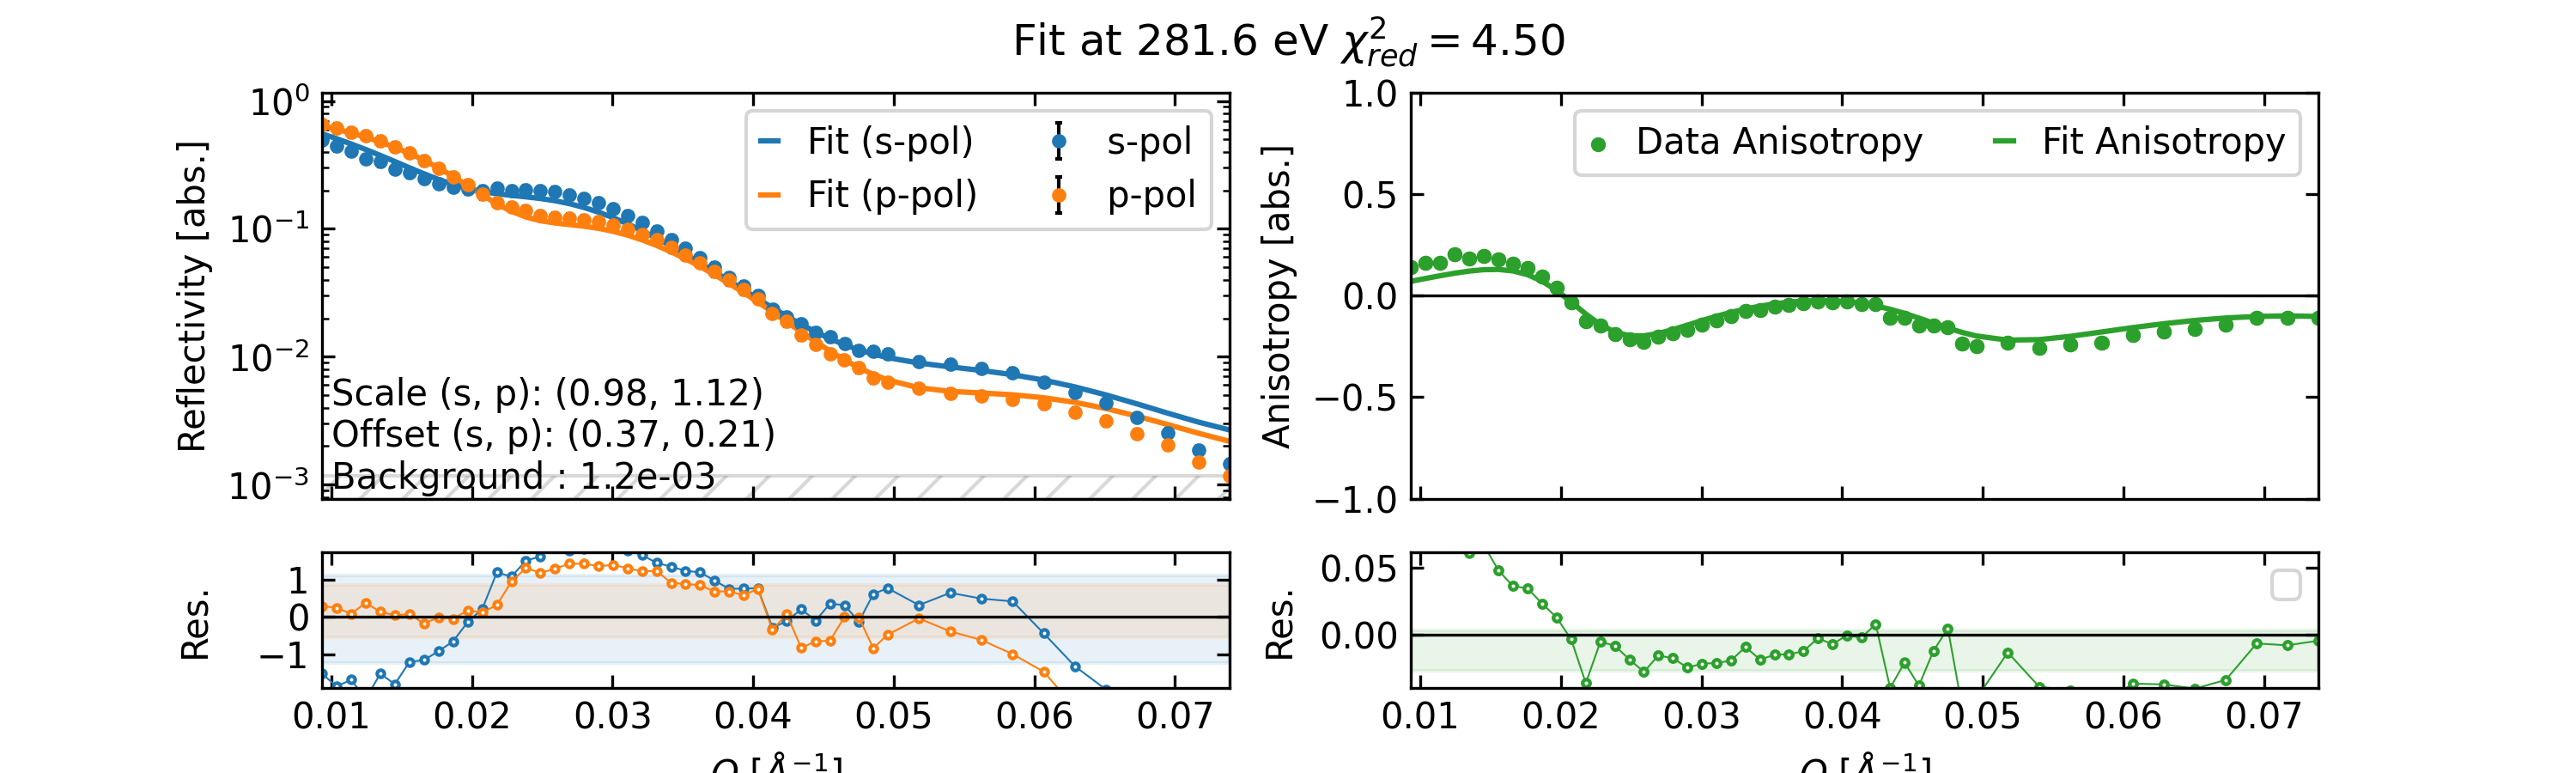 Fit at 281.6 eV χ²_red = 4.50
Reflectivity [abs.]
10⁰
10⁻¹
10⁻²
10⁻³
Fit (s-pol)
Fit (p-pol)
s-pol
p-pol
Scale (s, p): (0.98, 1.12)
Offset (s, p): (0.37, 0.21)
Background : 1.2e-03
Res.
1
0
−1
0.01 0.02 0.03 0.04 0.05 0.06 0.07
Q [Å⁻¹]
Anisotropy [abs.]
1.0
0.5
0.0
−0.5
−1.0
Data Anisotropy
Fit Anisotropy
Res.
0.05
0.00
0.01 0.02 0.03 0.04 0.05 0.06 0.07
Q [Å⁻¹]